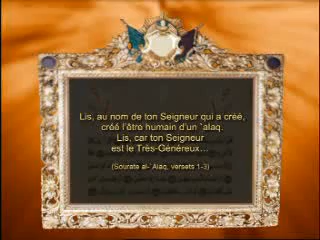 Lis, au nom de ton Seigneur qui a créé,
créé l'être humain d'un `alaq.
Lis, car ton Seigneur
est le Très-Généreux...
(Sourate al-`Alaq, versets 1-3)